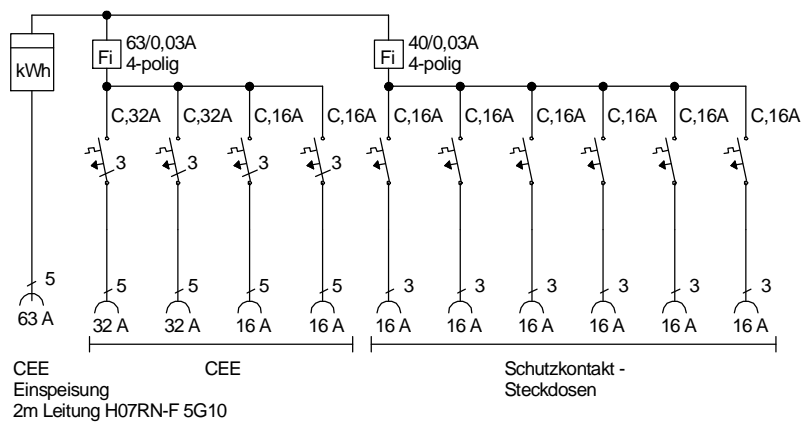 63/0,03A
4-polig
Fi
40/0,03A
4-polig
Fi
kWh
C,32A C,32A C,16A C,16A C,16A C,16A C,16A C,16A C,16A C,16A
3 3 3 3
5 5 5 5 5 3 3 3 3 3 3
63 A 32 A 32 A 16 A 16 A 16 A 16 A 16 A 16 A 16 A 16 A
CEE
Einspeisung
2m Leitung H07RN-F 5G10
CEE
Schutzkontakt -
Steckdosen